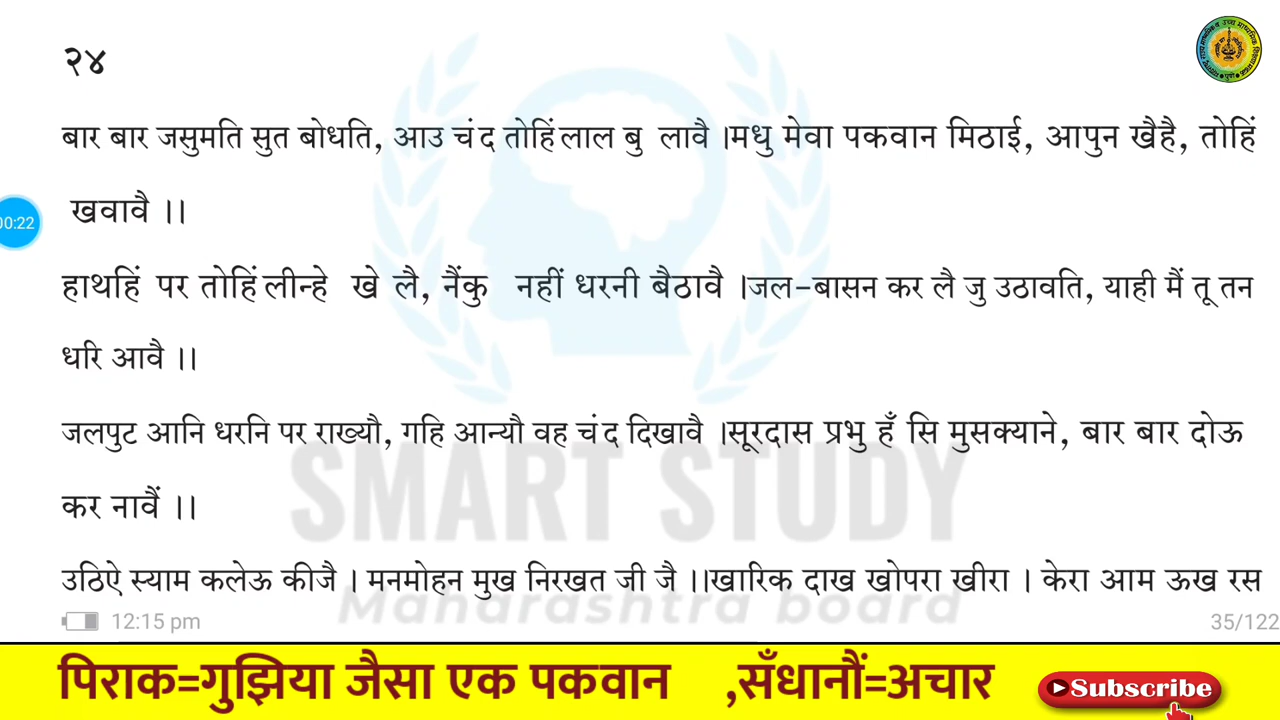 २४
बार बार जसुमति सुत बोधति, आउ चंद तोहिं लाल बु लावै ।मधु मेवा पकवान मिठाई, आपुन खैहै, तोहिं
00:22
खवावै ।।
हाथहिं पर तोहिं लीन्हे खे लै, नैंकु नहीं धरनी बैठावै ।जल-बासन कर लै जु उठावति, याही मैं तू तन
धरि आवै ।।
जलपुट आनि धरनि पर राख्यौ, गहि आन्यौ वह चंद दिखावै ।सूरदास प्रभु हँ सि मुसक्याने, बार बार दोऊ
कर नावैं ।।
SMART STUDY
उठिऐ स्याम कलेऊ कीजै । मनमोहन मुख निरखत जी जै ।।खारिक दाख खोपरा खीरा । केरा आम ऊख रस
Maharashtra board
12:15 pm 35/122
पिराक=गुझिया जैसा एक पकवान ,सँधानौं=अचार
Subscribe